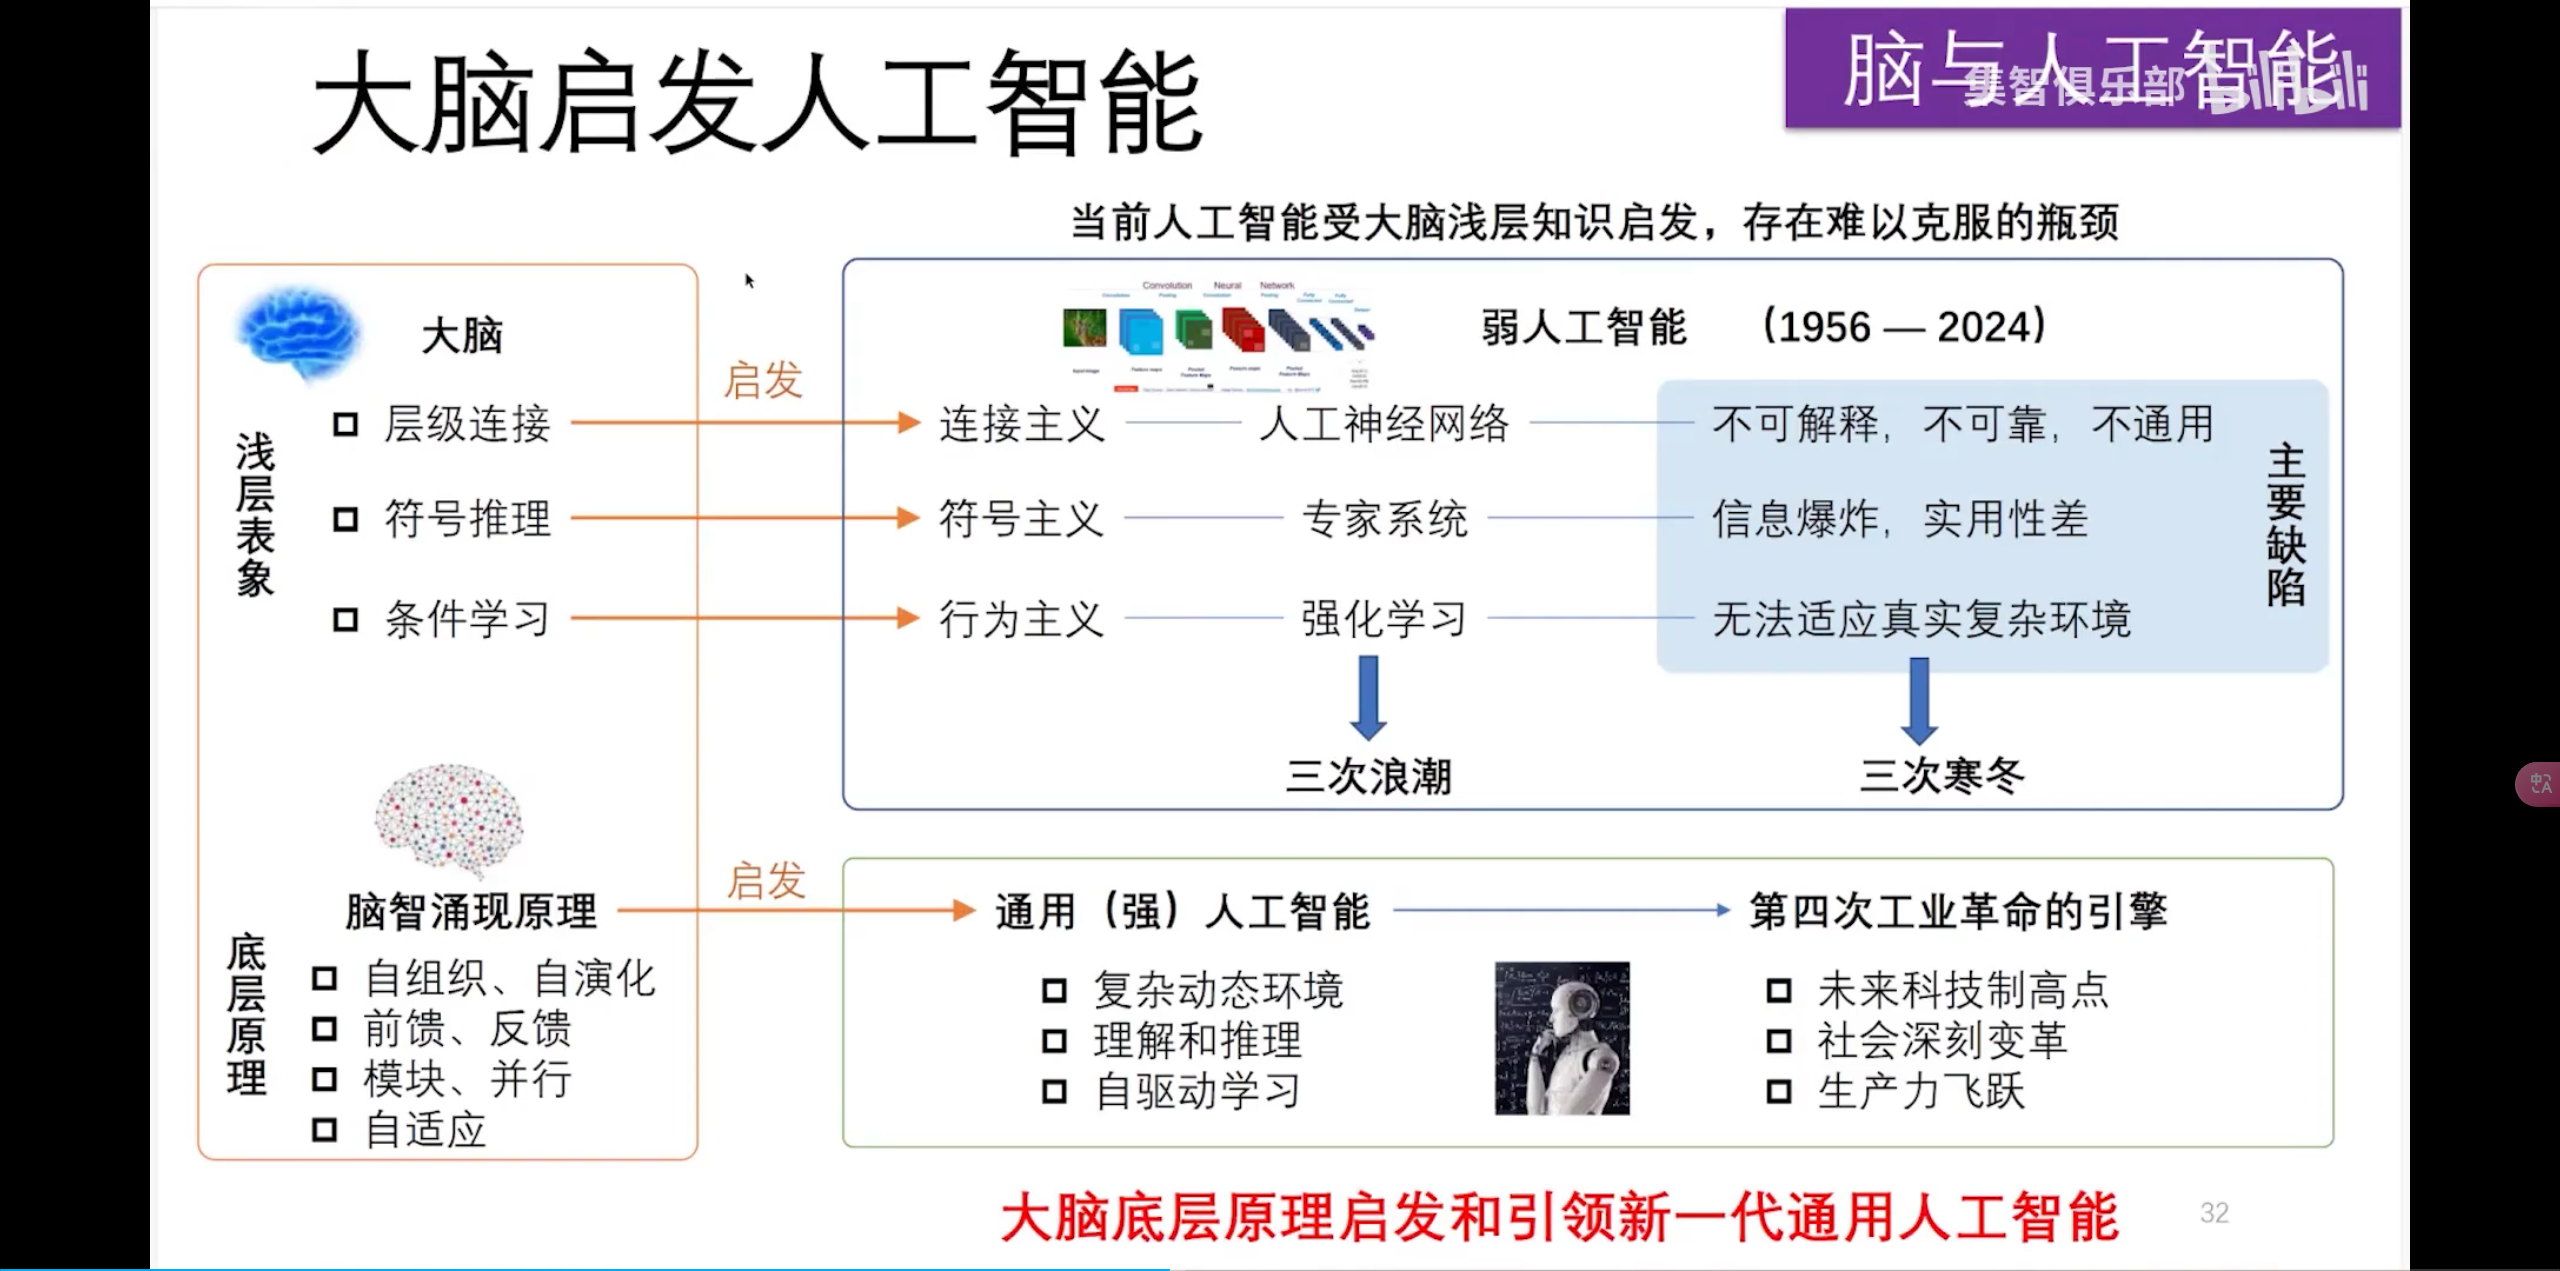 大脑启发人工智能
脑与人工智能
集智俱乐部 bilibili
当前人工智能受大脑浅层知识启发，存在难以克服的瓶颈
大脑
启发
Convolution Neural Network
弱人工智能 （1956 — 2024）
浅层表象
层级连接
连接主义
人工神经网络
不可解释，不可靠，不通用
符号推理
符号主义
专家系统
信息爆炸，实用性差
条件学习
行为主义
强化学习
无法适应真实复杂环境
主要缺陷
三次浪潮
三次寒冬
底层原理
脑智涌现原理
启发
通用（强）人工智能
第四次工业革命的引擎
自组织、自演化
前馈、反馈
模块、并行
自适应
复杂动态环境
理解和推理
自驱动学习
未来科技制高点
社会深刻变革
生产力飞跃
大脑底层原理启发和引领新一代通用人工智能
32